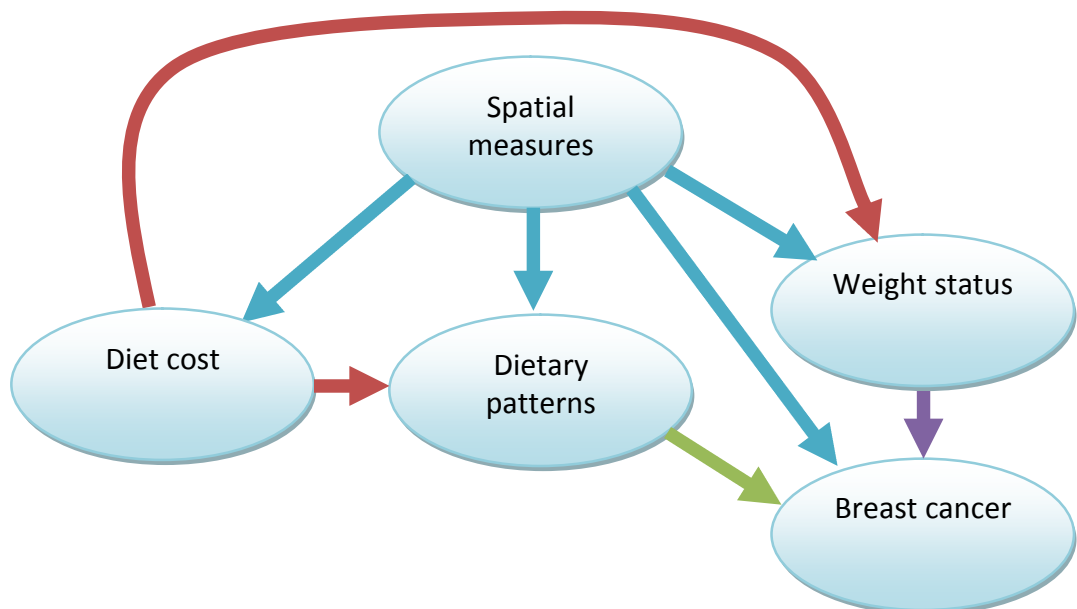 Spatial
measures
Weight status
Diet cost
Dietary
patterns
Breast cancer